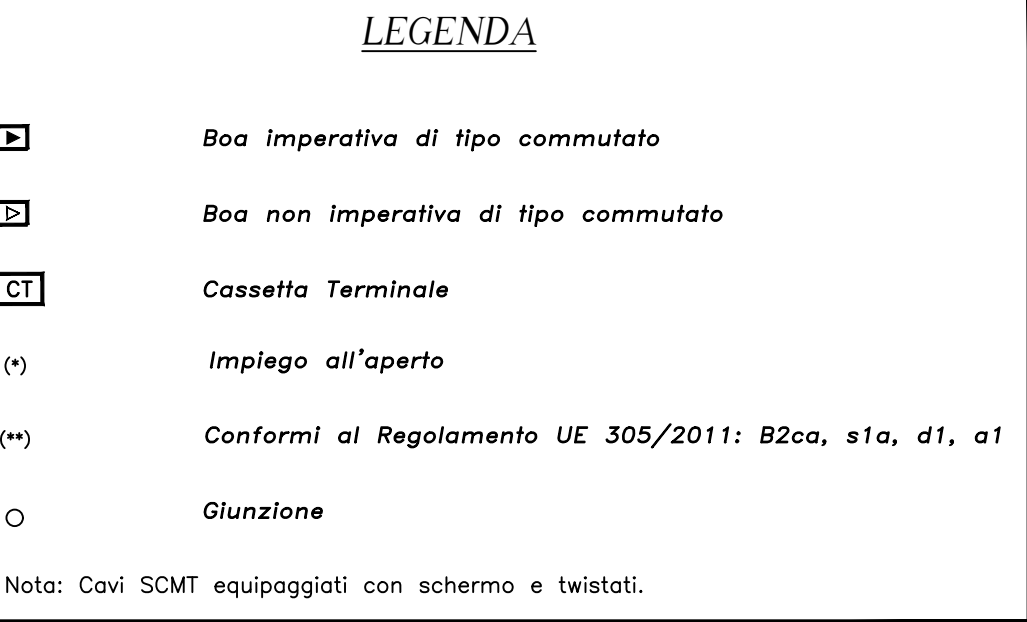 LEGENDA
Boa imperativa di tipo commutato
Boa non imperativa di tipo commutato
CT Cassetta Terminale
(*) Impiego all'aperto
(**) Conformi al Regolamento UE 305/2011: B2ca, s1a, d1, a1
Giunzione
Nota: Cavi SCMT equipaggiati con schermo e twistati.